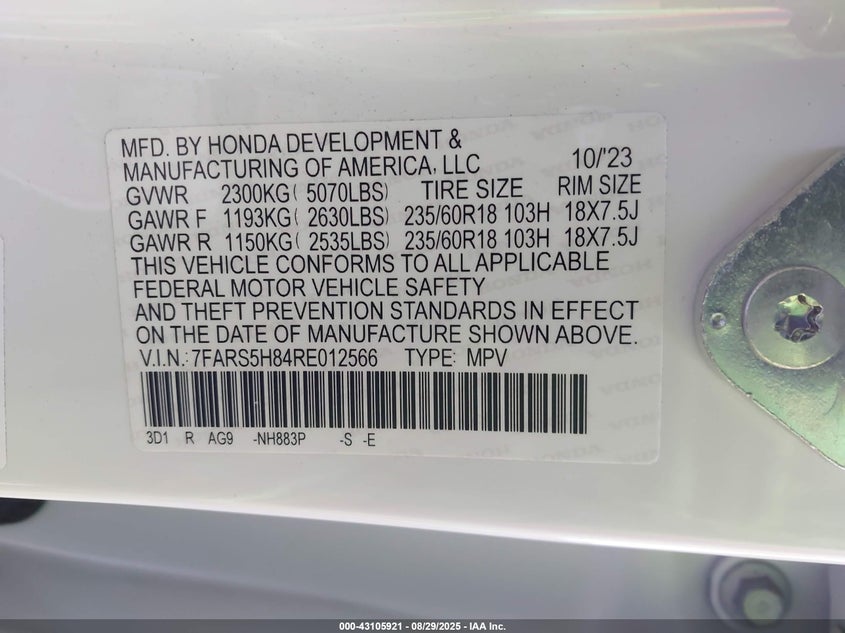 MFD. BY HONDA DEVELOPMENT &
MANUFACTURING OF AMERICA, LLC 10/'23
GVWR 2300KG( 5070LBS) TIRE SIZE RIM SIZE
GAWR F 1193KG( 2630LBS) 235/60R18 103H 18X7.5J
GAWR R 1150KG( 2535LBS) 235/60R18 103H 18X7.5J
THIS VEHICLE CONFORMS TO ALL APPLICABLE
FEDERAL MOTOR VEHICLE SAFETY
AND THEFT PREVENTION STANDARDS IN EFFECT
ON THE DATE OF MANUFACTURE SHOWN ABOVE.
V.I.N.: 7FARS5H84RE012566 TYPE: MPV
3D1 R AG9 -NH883P -S -E
000-43105921 - 08/29/2025 - IAA Inc.